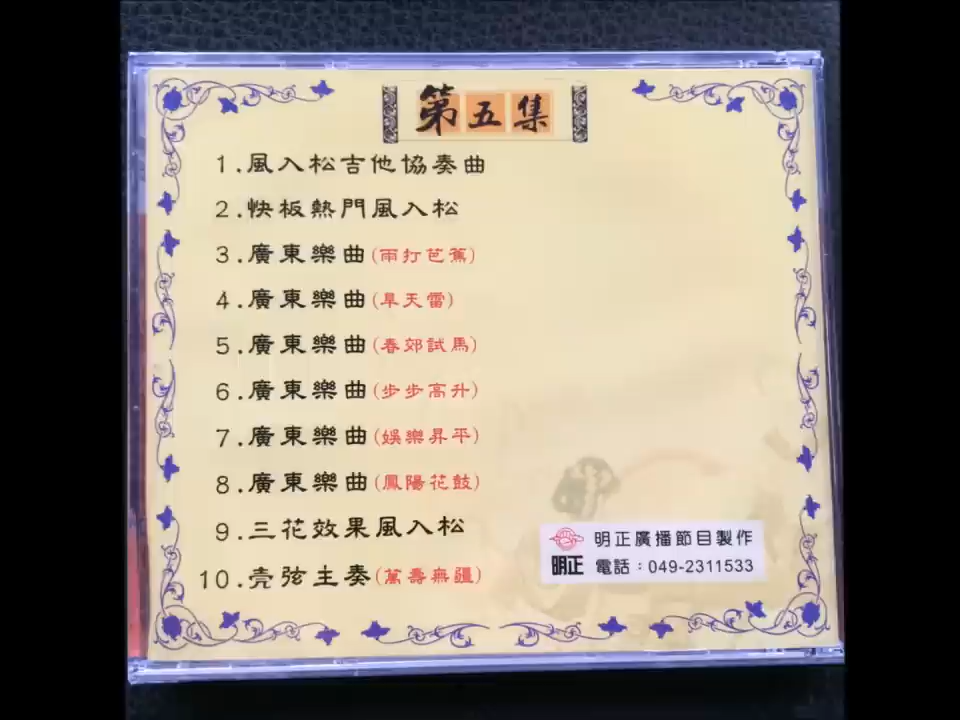 第五集
1.風入松吉他協奏曲
2.快板熱門風入松
3.廣東樂曲(雨打芭蕉)
4.廣東樂曲(旱天雷)
5.廣東樂曲(春郊試馬)
6.廣東樂曲(步步高升)
7.廣東樂曲(娛樂昇平)
8.廣東樂曲(鳳陽花鼓)
9.三花效果風入松
10.壳弦主奏(萬壽無疆)
明正廣播節目製作
明正 電話：049-2311533